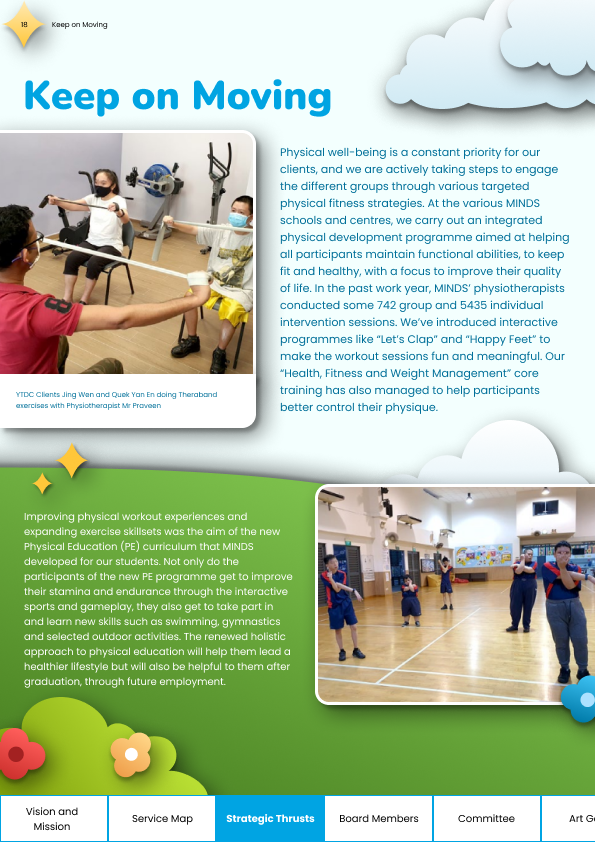 18
Keep on Moving
Keep on Moving
Physical well-being is a constant priority for our
clients, and we are actively taking steps to engage
the different groups through various targeted
physical fitness strategies. At the various MINDS
schools and centres, we carry out an integrated
physical development programme aimed at helping
all participants maintain functional abilities, to keep
fit and healthy, with a focus to improve their quality
of life. In the past work year, MINDS’ physiotherapists
conducted some 742 group and 5435 individual
intervention sessions. We’ve introduced interactive
programmes like “Let’s Clap” and “Happy Feet” to
make the workout sessions fun and meaningful. Our
“Health, Fitness and Weight Management” core
training has also managed to help participants
better control their physique.
YTDC Clients Jing Wen and Quek Yan En doing Theraband
exercises with Physiotherapist Mr Praveen
Improving physical workout experiences and
expanding exercise skillsets was the aim of the new
Physical Education (PE) curriculum that MINDS
developed for our students. Not only do the
participants of the new PE programme get to improve
their stamina and endurance through the interactive
sports and gameplay, they also get to take part in
and learn new skills such as swimming, gymnastics
and selected outdoor activities. The renewed holistic
approach to physical education will help them lead a
healthier lifestyle but will also be helpful to them after
graduation, through future employment.
Vision and
Mission
Service Map
Strategic Thrusts
Board Members
Committee
Art G